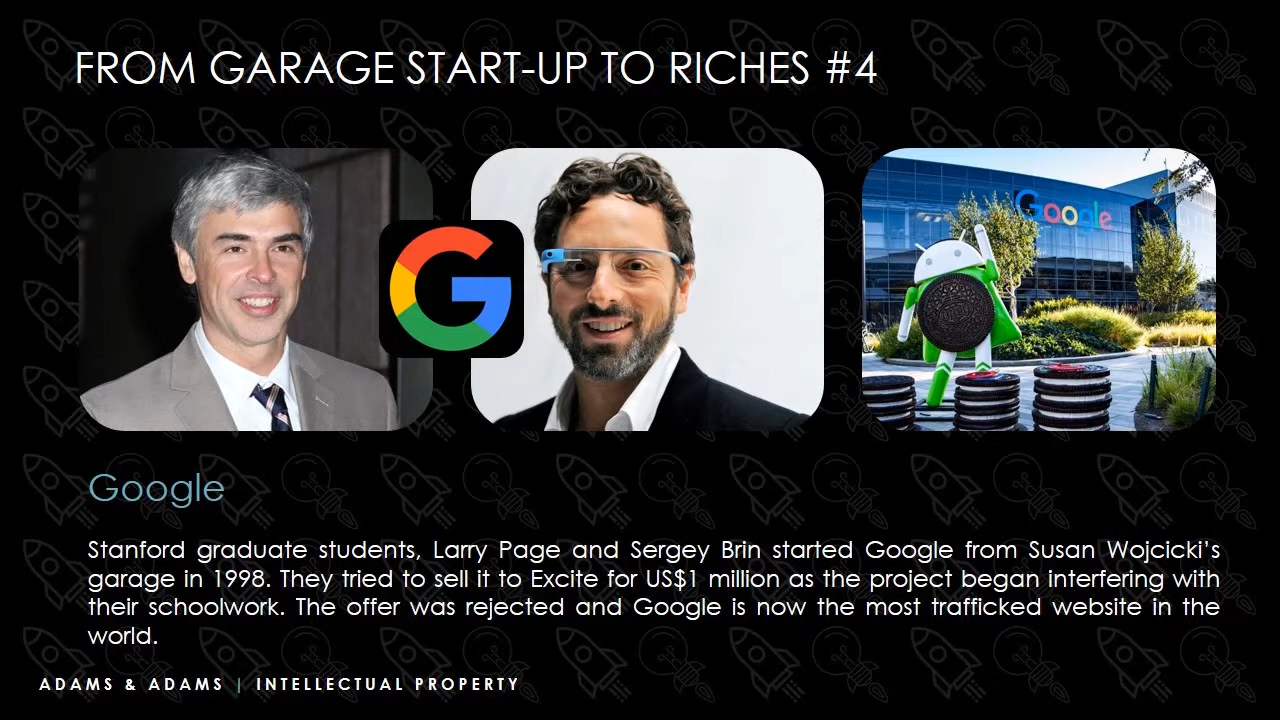 FROM GARAGE START-UP TO RICHES #4
Google
Google
Stanford graduate students, Larry Page and Sergey Brin started Google from Susan Wojcicki’s
garage in 1998. They tried to sell it to Excite for US$1 million as the project began interfering with
their schoolwork. The offer was rejected and Google is now the most trafficked website in the
world.
ADAMS & ADAMS | INTELLECTUAL PROPERTY